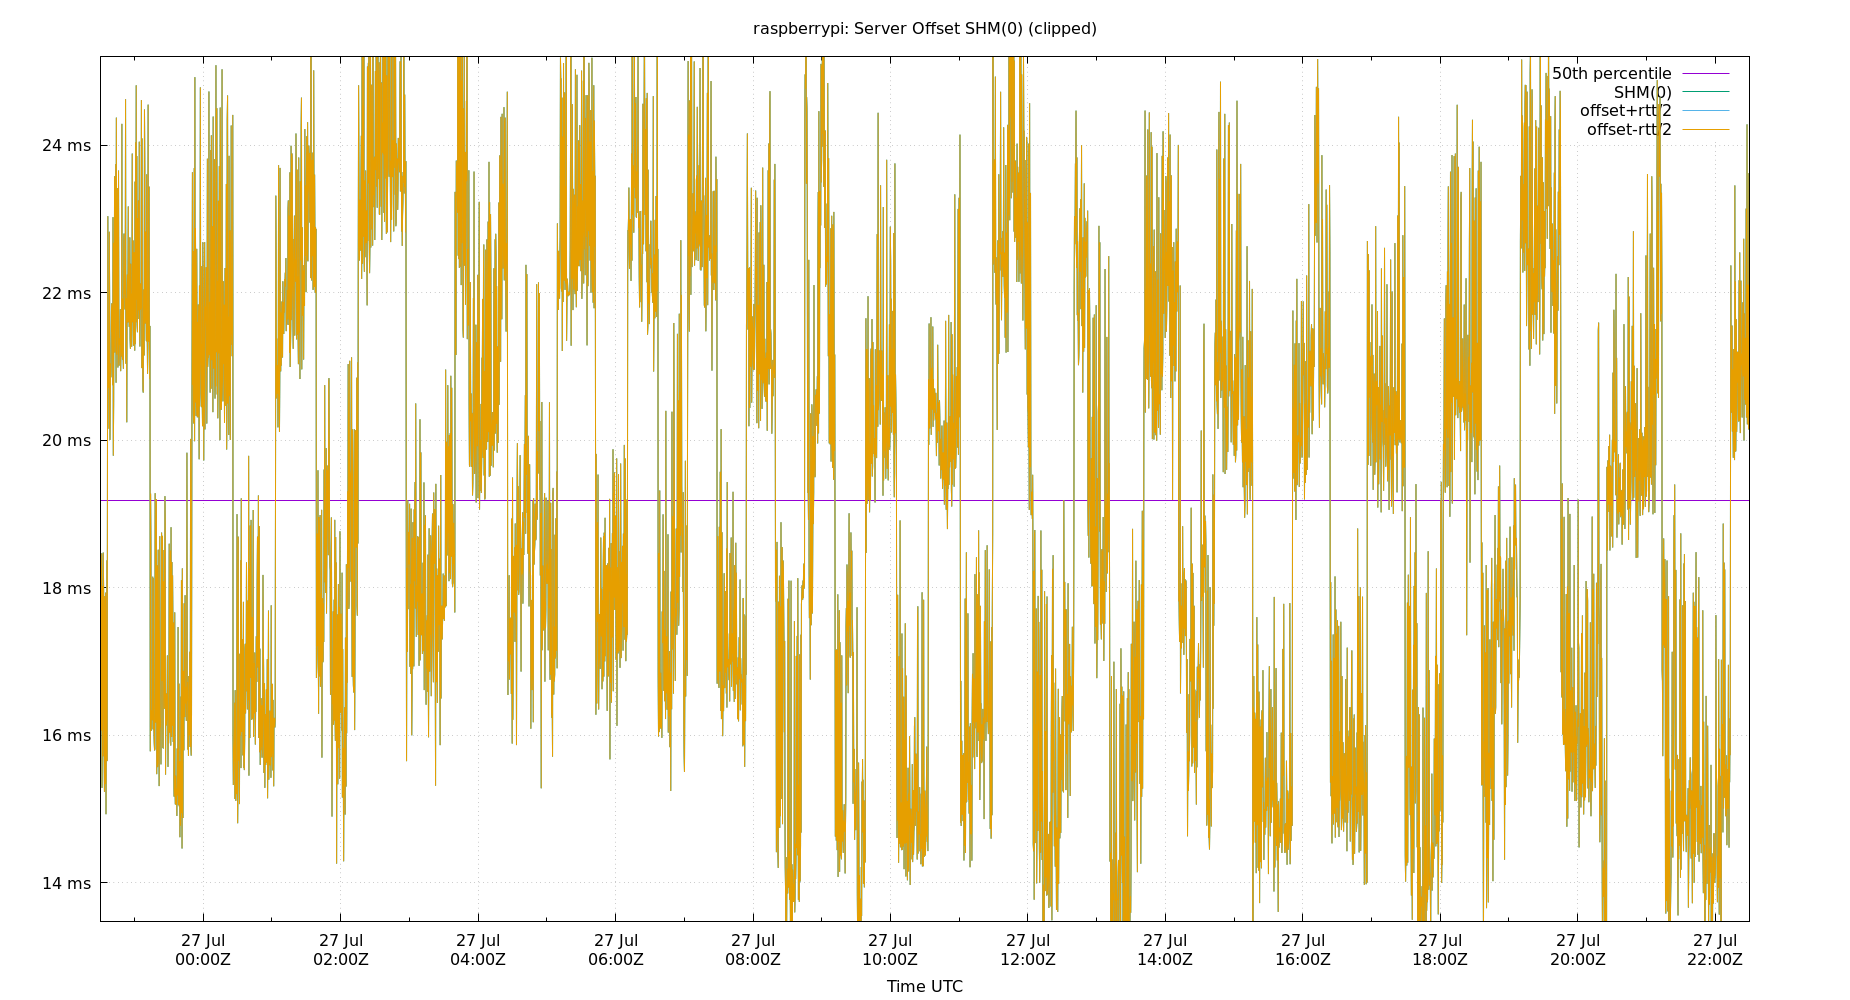 raspberrypi: Server Offset SHM(0) (clipped)
50th percentile
SHM(0)
offset+rtt/2
offset-rtt/2
24 ms
22 ms
20 ms
18 ms
16 ms
14 ms
27 Jul 27 Jul 27 Jul 27 Jul 27 Jul 27 Jul 27 Jul 27 Jul 27 Jul 27 Jul 27 Jul 27 Jul
00:00Z 02:00Z 04:00Z 06:00Z 08:00Z 10:00Z 12:00Z 14:00Z 16:00Z 18:00Z 20:00Z 22:00Z
Time UTC